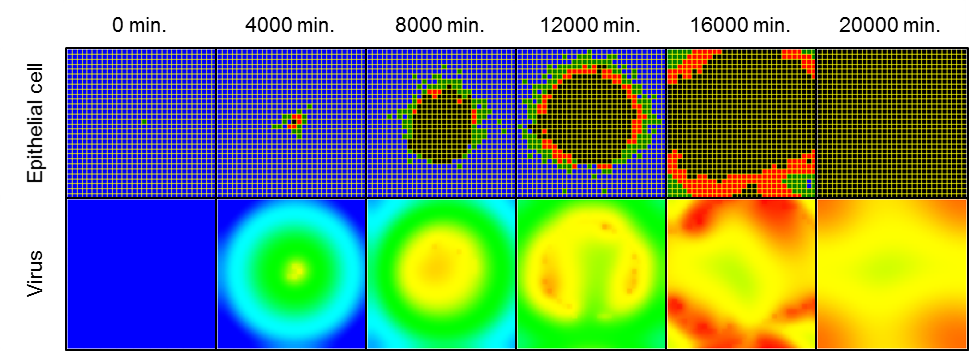 0 min. 4000 min. 8000 min. 12000 min. 16000 min. 20000 min.
Epithelial cell
Virus